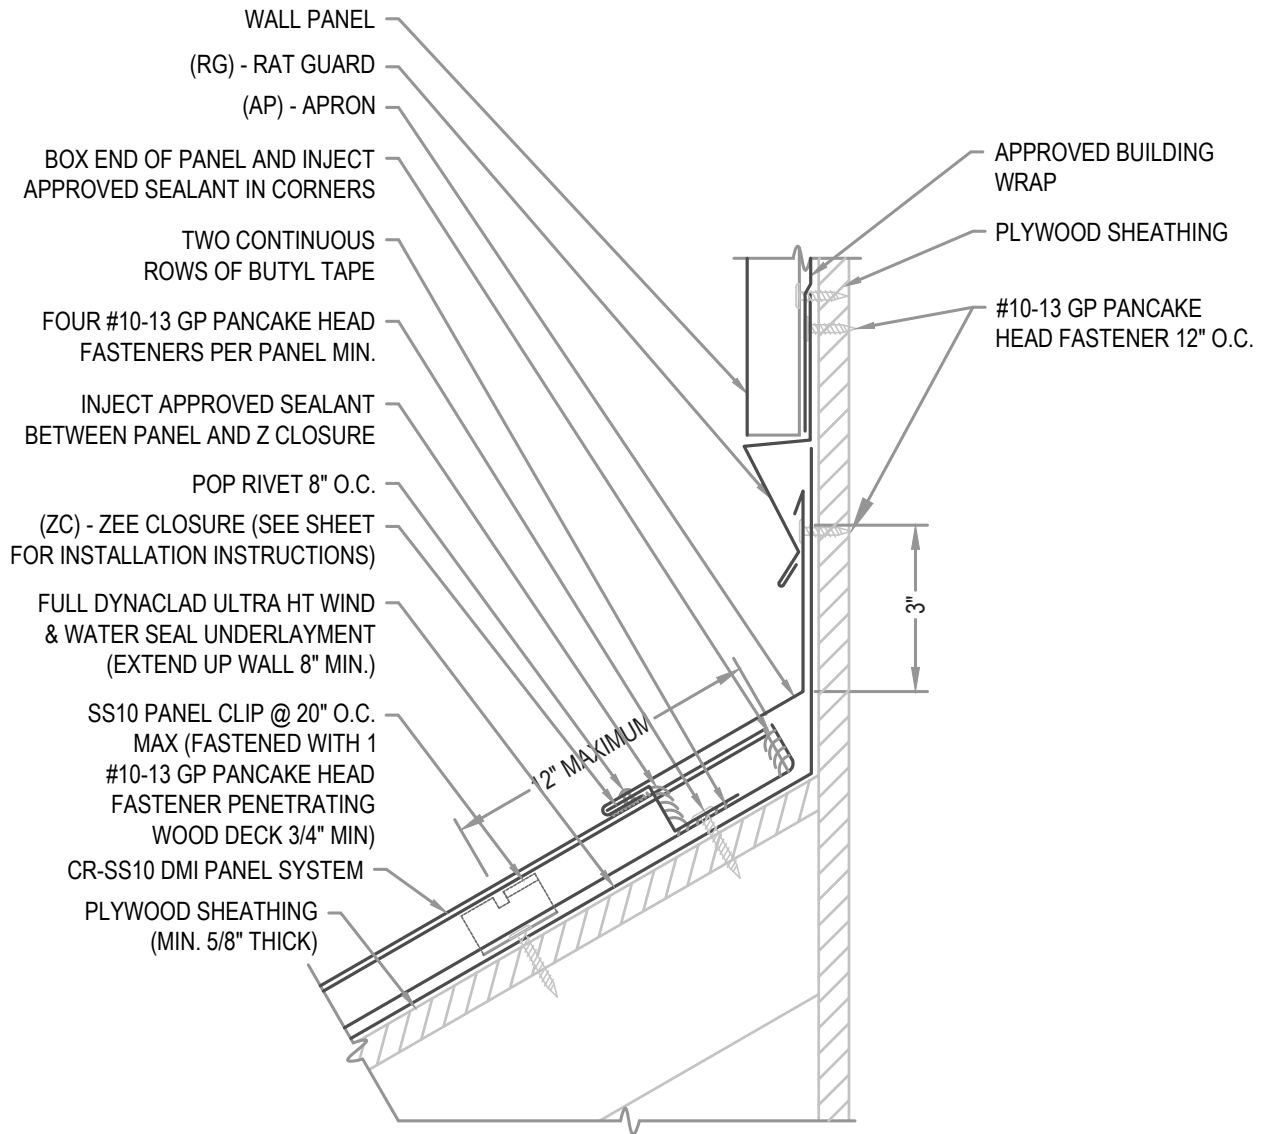 WALL PANEL
(RG) - RAT GUARD
(AP) - APRON
BOX END OF PANEL AND INJECT
APPROVED SEALANT IN CORNERS
TWO CONTINUOUS
ROWS OF BUTYL TAPE
FOUR #10-13 GP PANCAKE HEAD
FASTENERS PER PANEL MIN.
INJECT APPROVED SEALANT
BETWEEN PANEL AND Z CLOSURE
POP RIVET 8" O.C.
(ZC) - ZEE CLOSURE (SEE SHEET
FOR INSTALLATION INSTRUCTIONS)
FULL DYNACLAD ULTRA HT WIND
& WATER SEAL UNDERLAYMENT
(EXTEND UP WALL 8" MIN.)
SS10 PANEL CLIP @ 20" O.C.
MAX (FASTENED WITH 1
#10-13 GP PANCAKE HEAD
FASTENER PENETRATING
WOOD DECK 3/4" MIN)
CR-SS10 DMI PANEL SYSTEM
PLYWOOD SHEATHING
(MIN. 5/8" THICK)
APPROVED BUILDING
WRAP
PLYWOOD SHEATHING
#10-13 GP PANCAKE
HEAD FASTENER 12" O.C.
3"
12" MAXIMUM